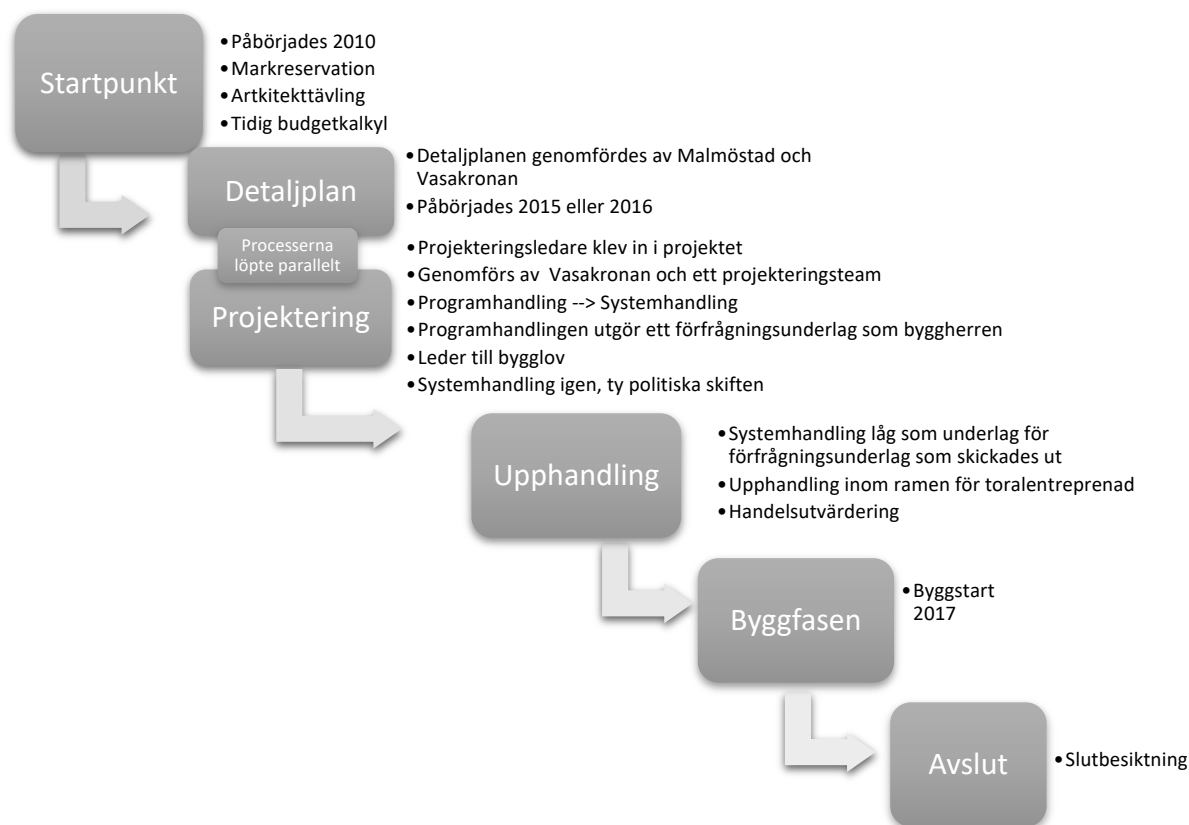 Startpunkt
•Påbörjades 2010
•Markreservation
•Artkitekttävling
•Tidig budgetkalkyl
Detaljplan
•Detaljplanen genomfördes av Malmöstad och
Vasakronan
•Påbörjades 2015 eller 2016
Processerna
löpte parallelt
Projektering
•Projekteringsledare klev in i projektet
•Genomförs av  Vasakronan och ett projekteringsteam
•Programhandling --> Systemhandling
•Programhandlingen utgör ett förfrågningsunderlag som byggherren
•Leder till bygglov
•Systemhandling igen, ty politiska skiften
Upphandling
•Systemhandling låg som underlag för
förfrågningsunderlag som skickades ut
•Upphandling inom ramen för toralentreprenad
•Handelsutvärdering
Byggfasen
•Byggstart
2017
Avslut
•Slutbesiktning